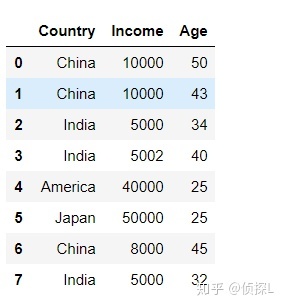 Country Income Age
0 China 10000 50
1 China 10000 43
2 India 5000 34
3 India 5002 40
4 America 40000 25
5 Japan 50000 25
6 China 8000 45
7 India 5000 32
知乎 @侦探L